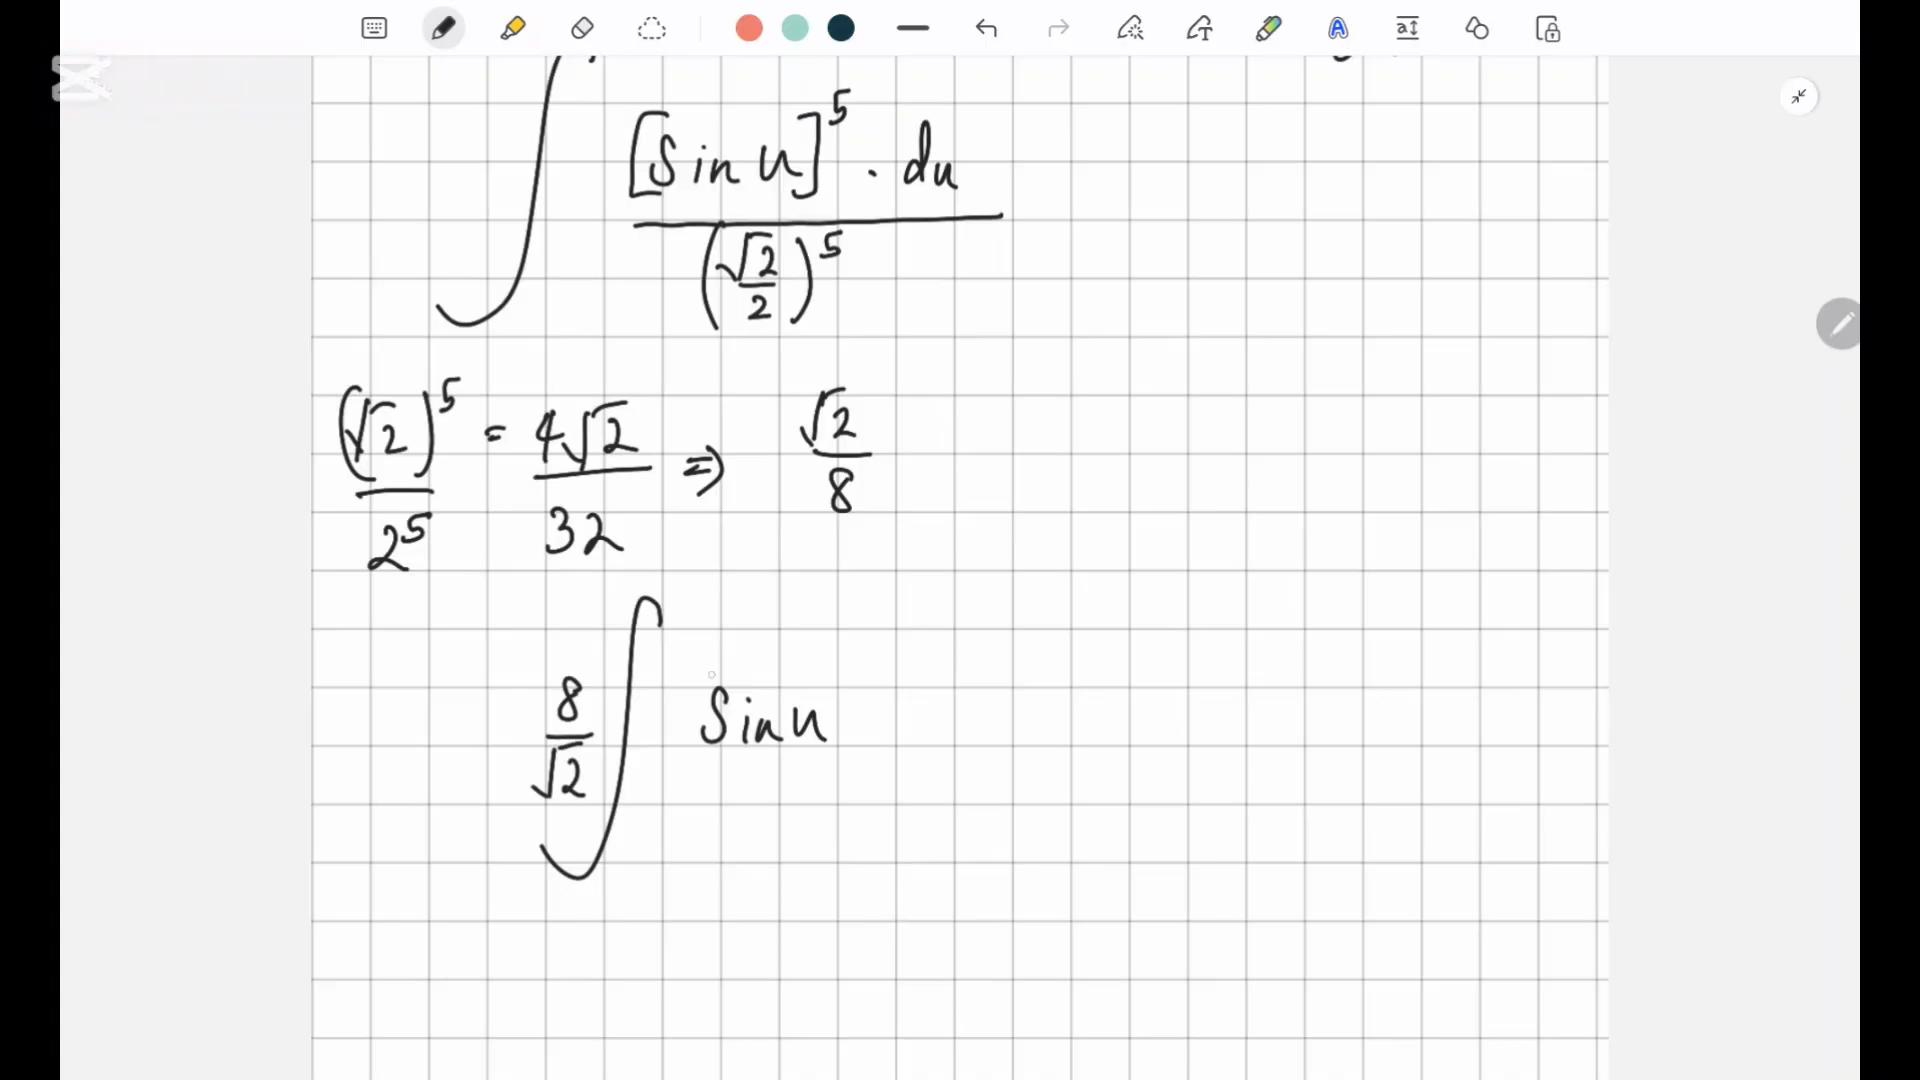 [Sin u]^5 . du
(√2/2)^5
(√2)^5/2^5 = 4√2/32 ⇒ √2/8
8/√2 ∫ Sin u